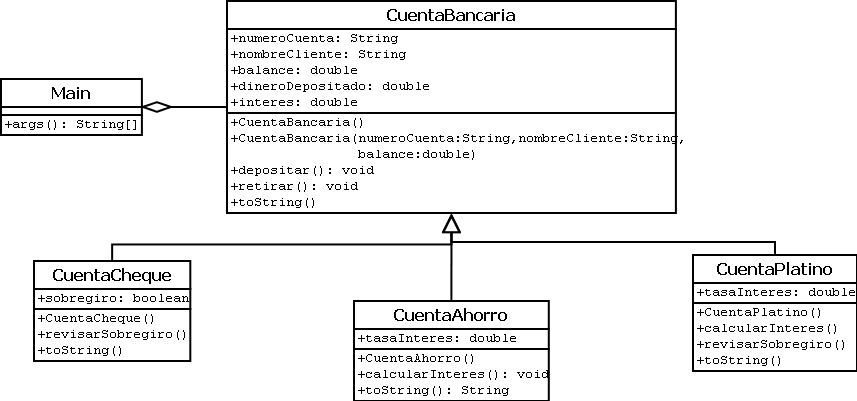 CuentaBancaria
+numeroCuenta: String
+nombreCliente: String
+balance: double
+dineroDepositado: double
+interes: double
+CuentaBancaria()
+CuentaBancaria(numeroCuenta:String,nombreCliente:String,
balance:double)
+depositar(): void
+retirar(): void
+toString()
Main
+args(): String[]
CuentaCheque
+sobregiro: boolean
+CuentaCheque()
+revisarSobregiro()
+toString()
CuentaAhorro
+tasaInteres: double
+CuentaAhorro()
+calcularInteres(): void
+toString(): String
CuentaPlatino
+tasaInteres: double
+CuentaPlatino()
+calcularInteres()
+revisarSobregiro()
+toString()